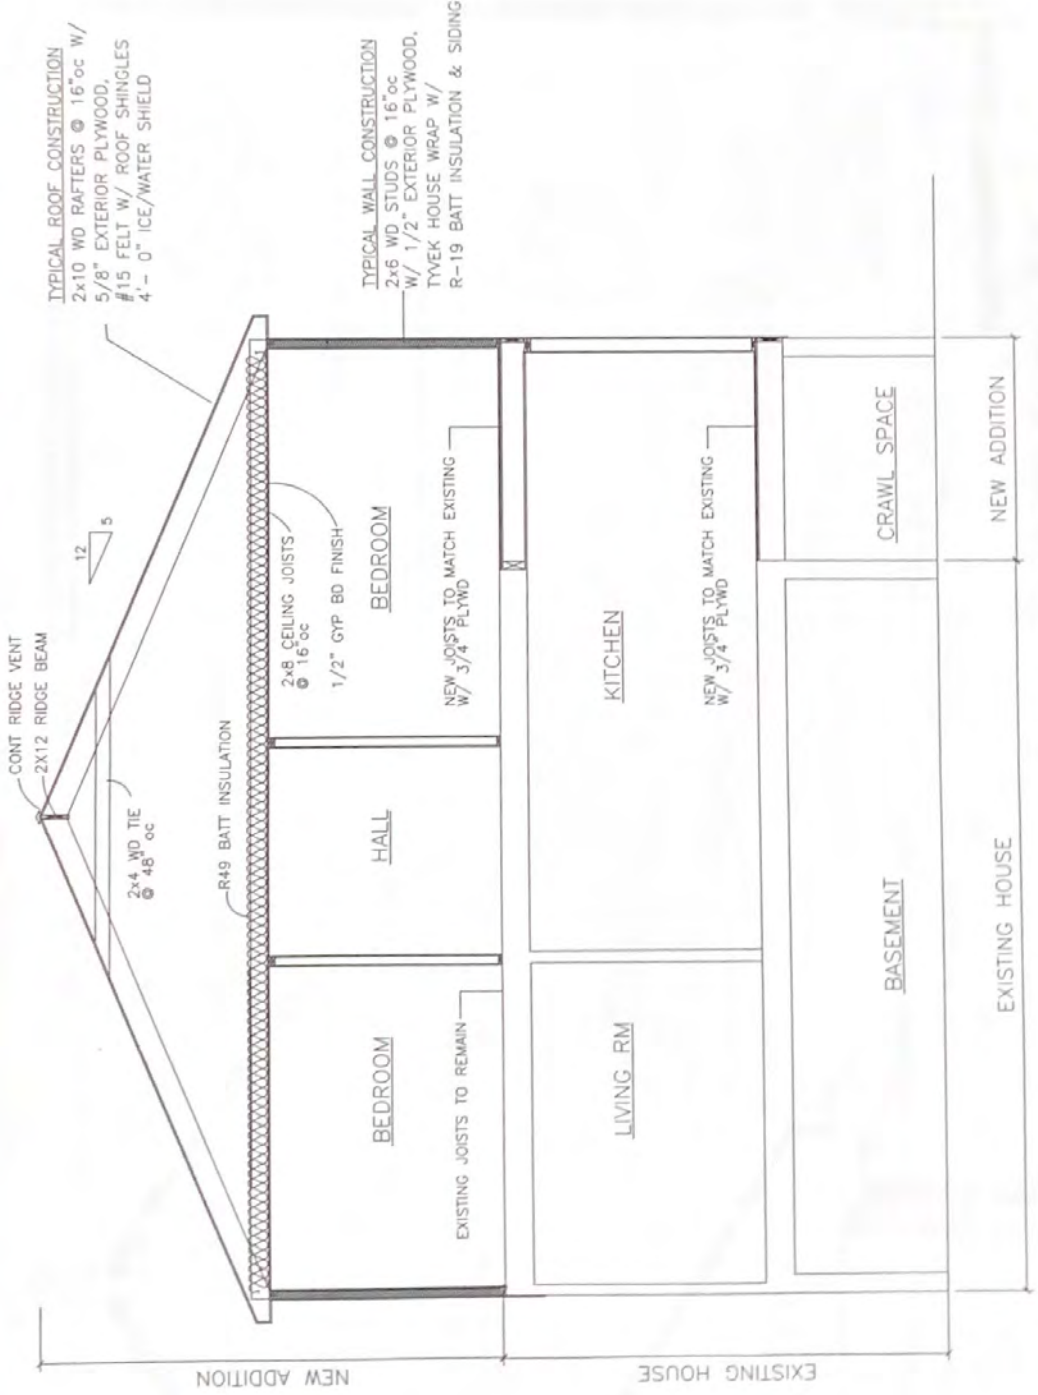 CONT RIDGE VENT
2X12 RIDGE BEAM
12
5
TYPICAL ROOF CONSTRUCTION
2x10 WD RAFTERS @ 16"oc W/
5/8" EXTERIOR PLYWOOD,
#15 FELT W/ ROOF SHINGLES
4'- 0" ICE/WATER SHIELD
2x4 WD TIE
@ 48" oc
R49 BATT INSULATION
2x8 CEILING JOISTS
@ 16"oc
1/2" GYP BD FINISH
TYPICAL WALL CONSTRUCTION
2x6 WD STUDS @ 16"oc
W/ 1/2" EXTERIOR PLYWOOD,
TYVEK HOUSE WRAP W/
R-19 BATT INSULATION & SIDING
BEDROOM
HALL
BEDROOM
EXISTING JOISTS TO REMAIN
NEW JOISTS TO MATCH EXISTING
W/ 3/4" PLYWD
LIVING RM
KITCHEN
NEW JOISTS TO MATCH EXISTING
W/ 3/4" PLYWD
BASEMENT
CRAWL SPACE
EXISTING HOUSE
NEW ADDITION
NEW ADDITION
EXISTING HOUSE